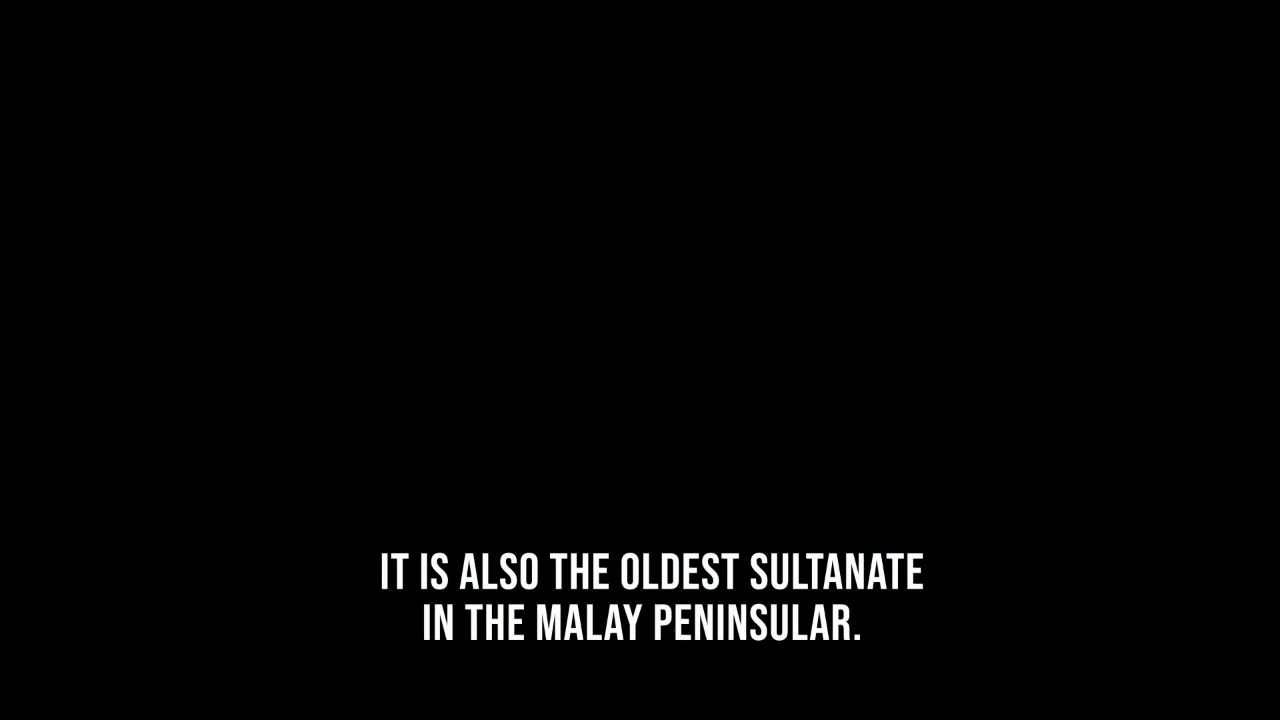 IT IS ALSO THE OLDEST SULTANATE
IN THE MALAY PENINSULAR.